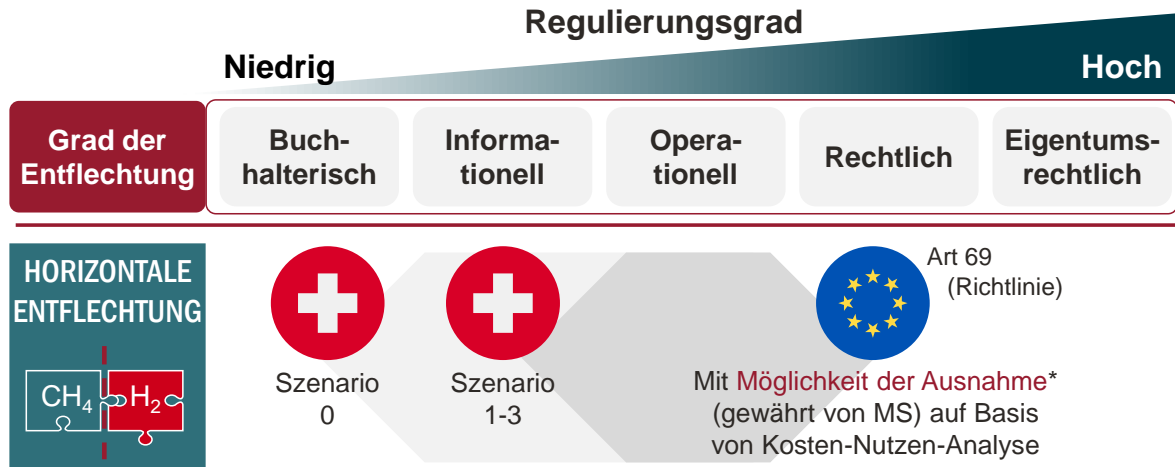 Regulierungsgrad
Niedrig
Hoch
Grad der
Entflechtung
Buch-
halterisch
Informa-
tionell
Opera-
tionell
Rechtlich
Eigentums-
rechtlich
HORIZONTALE
ENTFLECHTUNG
CH₄
H₂
Szenario
0
Szenario
1-3
Art 69
(Richtlinie)
Mit Möglichkeit der Ausnahme*
(gewährt von MS) auf Basis
von Kosten-Nutzen-Analyse